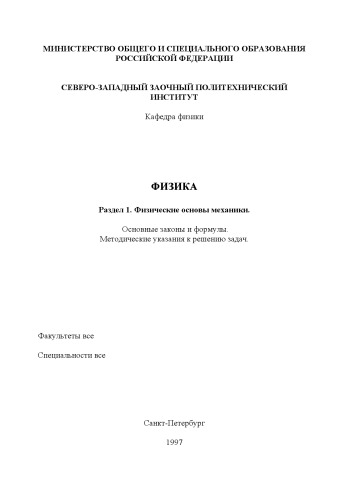 МИНИСТЕРСТВО ОБЩЕГО И СПЕЦИАЛЬНОГО ОБРАЗОВАНИЯ
РОССИЙСКОЙ ФЕДЕРАЦИИ
СЕВЕРО-ЗАПАДНЫЙ ЗАОЧНЫЙ ПОЛИТЕХНИЧЕСКИЙ
ИНСТИТУТ
Кафедра физики
ФИЗИКА
Раздел 1. Физические основы механики.
Основные законы и формулы.
Методические указания к решению задач.
Факультеты все
Специальности все
Санкт-Петербург
1997